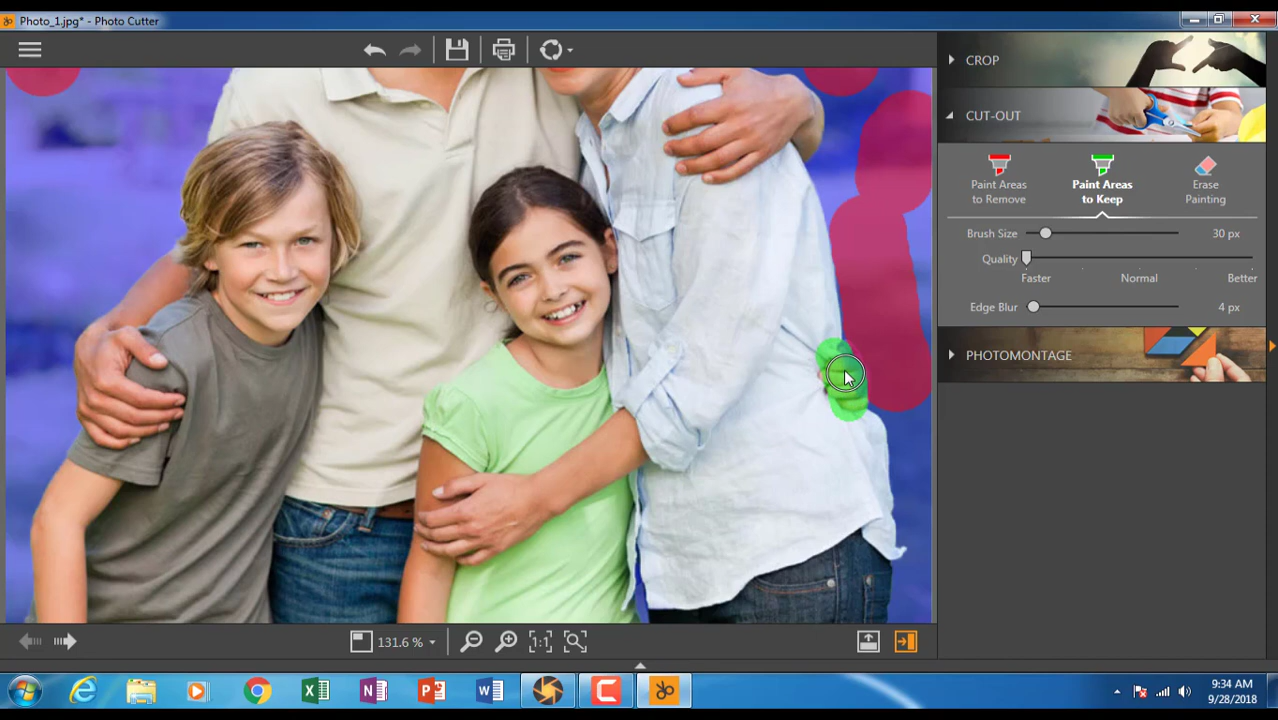 Photo_1.jpg* - Photo Cutter
CROP
CUT-OUT
Paint Areas
to Remove
Paint Areas
to Keep
Erase
Painting
Brush Size
30 px
Quality
Faster
Normal
Better
Edge Blur
4 px
PHOTOMONTAGE
131.6 %
1:1
9:34 AM
9/28/2018